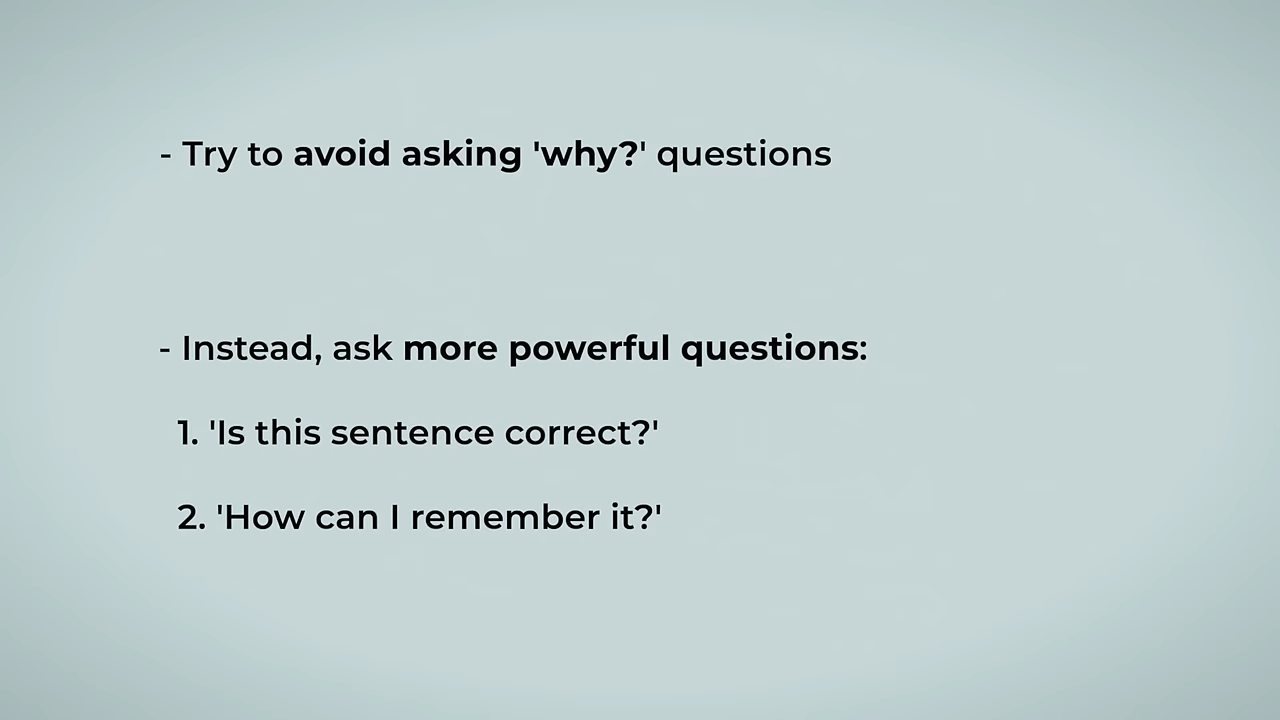 - Try to avoid asking 'why?' questions
- Instead, ask more powerful questions:
1. 'Is this sentence correct?'
2. 'How can I remember it?'